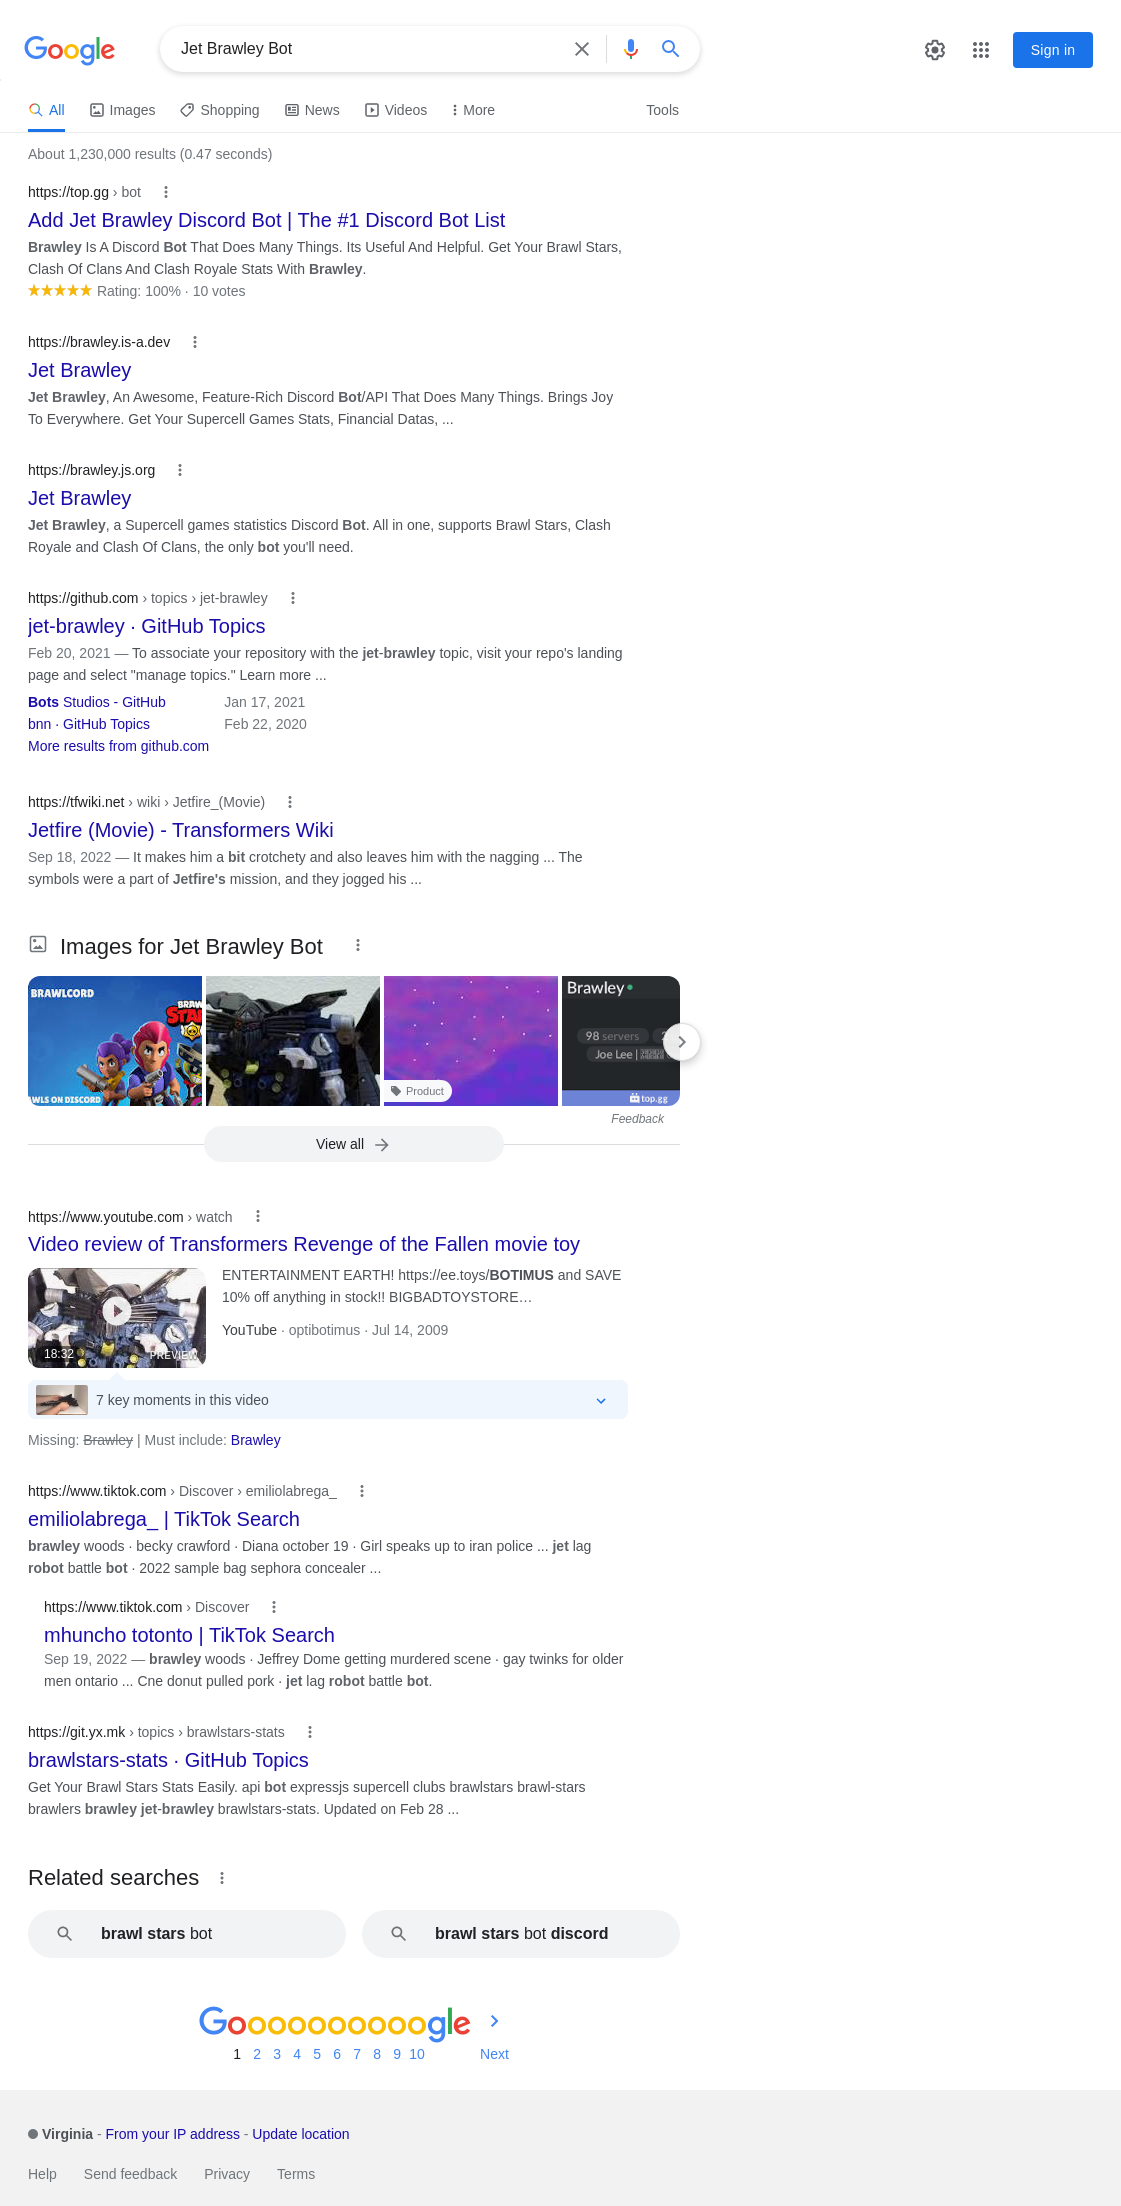 Google
Jet Brawley Bot
Sign in
All
Images
Shopping
News
Videos
More
Tools
About 1,230,000 results (0.47 seconds)
https://top.gg › bot
Add Jet Brawley Discord Bot | The #1 Discord Bot List
Brawley Is A Discord Bot That Does Many Things. Its Useful And Helpful. Get Your Brawl Stars,
Clash Of Clans And Clash Royale Stats With Brawley.
Rating: 100% · 10 votes
https://brawley.is-a.dev
Jet Brawley
Jet Brawley, An Awesome, Feature-Rich Discord Bot/API That Does Many Things. Brings Joy
To Everywhere. Get Your Supercell Games Stats, Financial Datas, ...
https://brawley.js.org
Jet Brawley
Jet Brawley, a Supercell games statistics Discord Bot. All in one, supports Brawl Stars, Clash
Royale and Clash Of Clans, the only bot you'll need.
https://github.com › topics › jet-brawley
jet-brawley · GitHub Topics
Feb 20, 2021 — To associate your repository with the jet-brawley topic, visit your repo's landing
page and select "manage topics." Learn more ...
Bots Studios - GitHub Jan 17, 2021
bnn · GitHub Topics Feb 22, 2020
More results from github.com
https://tfwiki.net › wiki › Jetfire_(Movie)
Jetfire (Movie) - Transformers Wiki
Sep 18, 2022 — It makes him a bit crotchety and also leaves him with the nagging ... The
symbols were a part of Jetfire's mission, and they jogged his ...
Images for Jet Brawley Bot
BRAWLCORD
BRAW
STA
WLS ON DISCORD
Product
Brawley
98 servers
Joe Lee |
top.gg
Feedback
View all
https://www.youtube.com › watch
Video review of Transformers Revenge of the Fallen movie toy
ENTERTAINMENT EARTH! https://ee.toys/BOTIMUS and SAVE
10% off anything in stock!! BIGBADTOYSTORE…
YouTube · optibotimus · Jul 14, 2009
18:32
PREVIEW
7 key moments in this video
Missing: Brawley | Must include: Brawley
https://www.tiktok.com › Discover › emiliolabrega_
emiliolabrega_ | TikTok Search
brawley woods · becky crawford · Diana october 19 · Girl speaks up to iran police ... jet lag
robot battle bot · 2022 sample bag sephora concealer ...
https://www.tiktok.com › Discover
mhuncho totonto | TikTok Search
Sep 19, 2022 — brawley woods · Jeffrey Dome getting murdered scene · gay twinks for older
men ontario ... Cne donut pulled pork · jet lag robot battle bot.
https://git.yx.mk › topics › brawlstars-stats
brawlstars-stats · GitHub Topics
Get Your Brawl Stars Stats Easily. api bot expressjs supercell clubs brawlstars brawl-stars
brawlers brawley jet-brawley brawlstars-stats. Updated on Feb 28 ...
Related searches
brawl stars bot
brawl stars bot discord
Goooooooooogle
1 2 3 4 5 6 7 8 9 10 Next
Virginia - From your IP address - Update location
Help Send feedback Privacy Terms